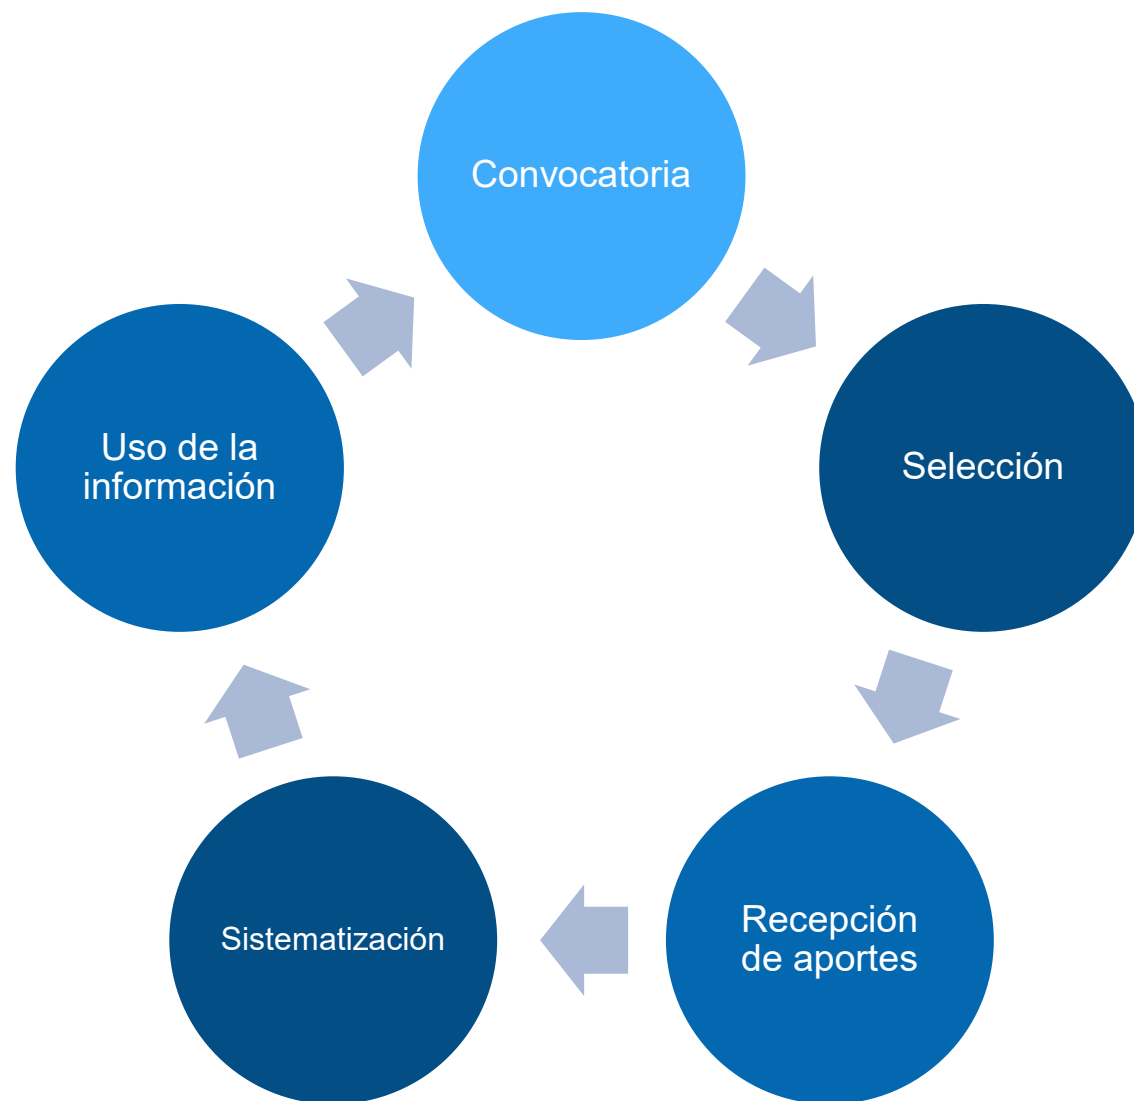 Convocatoria
Selección
Recepción
de aportes
Sistematización
Uso de la
información